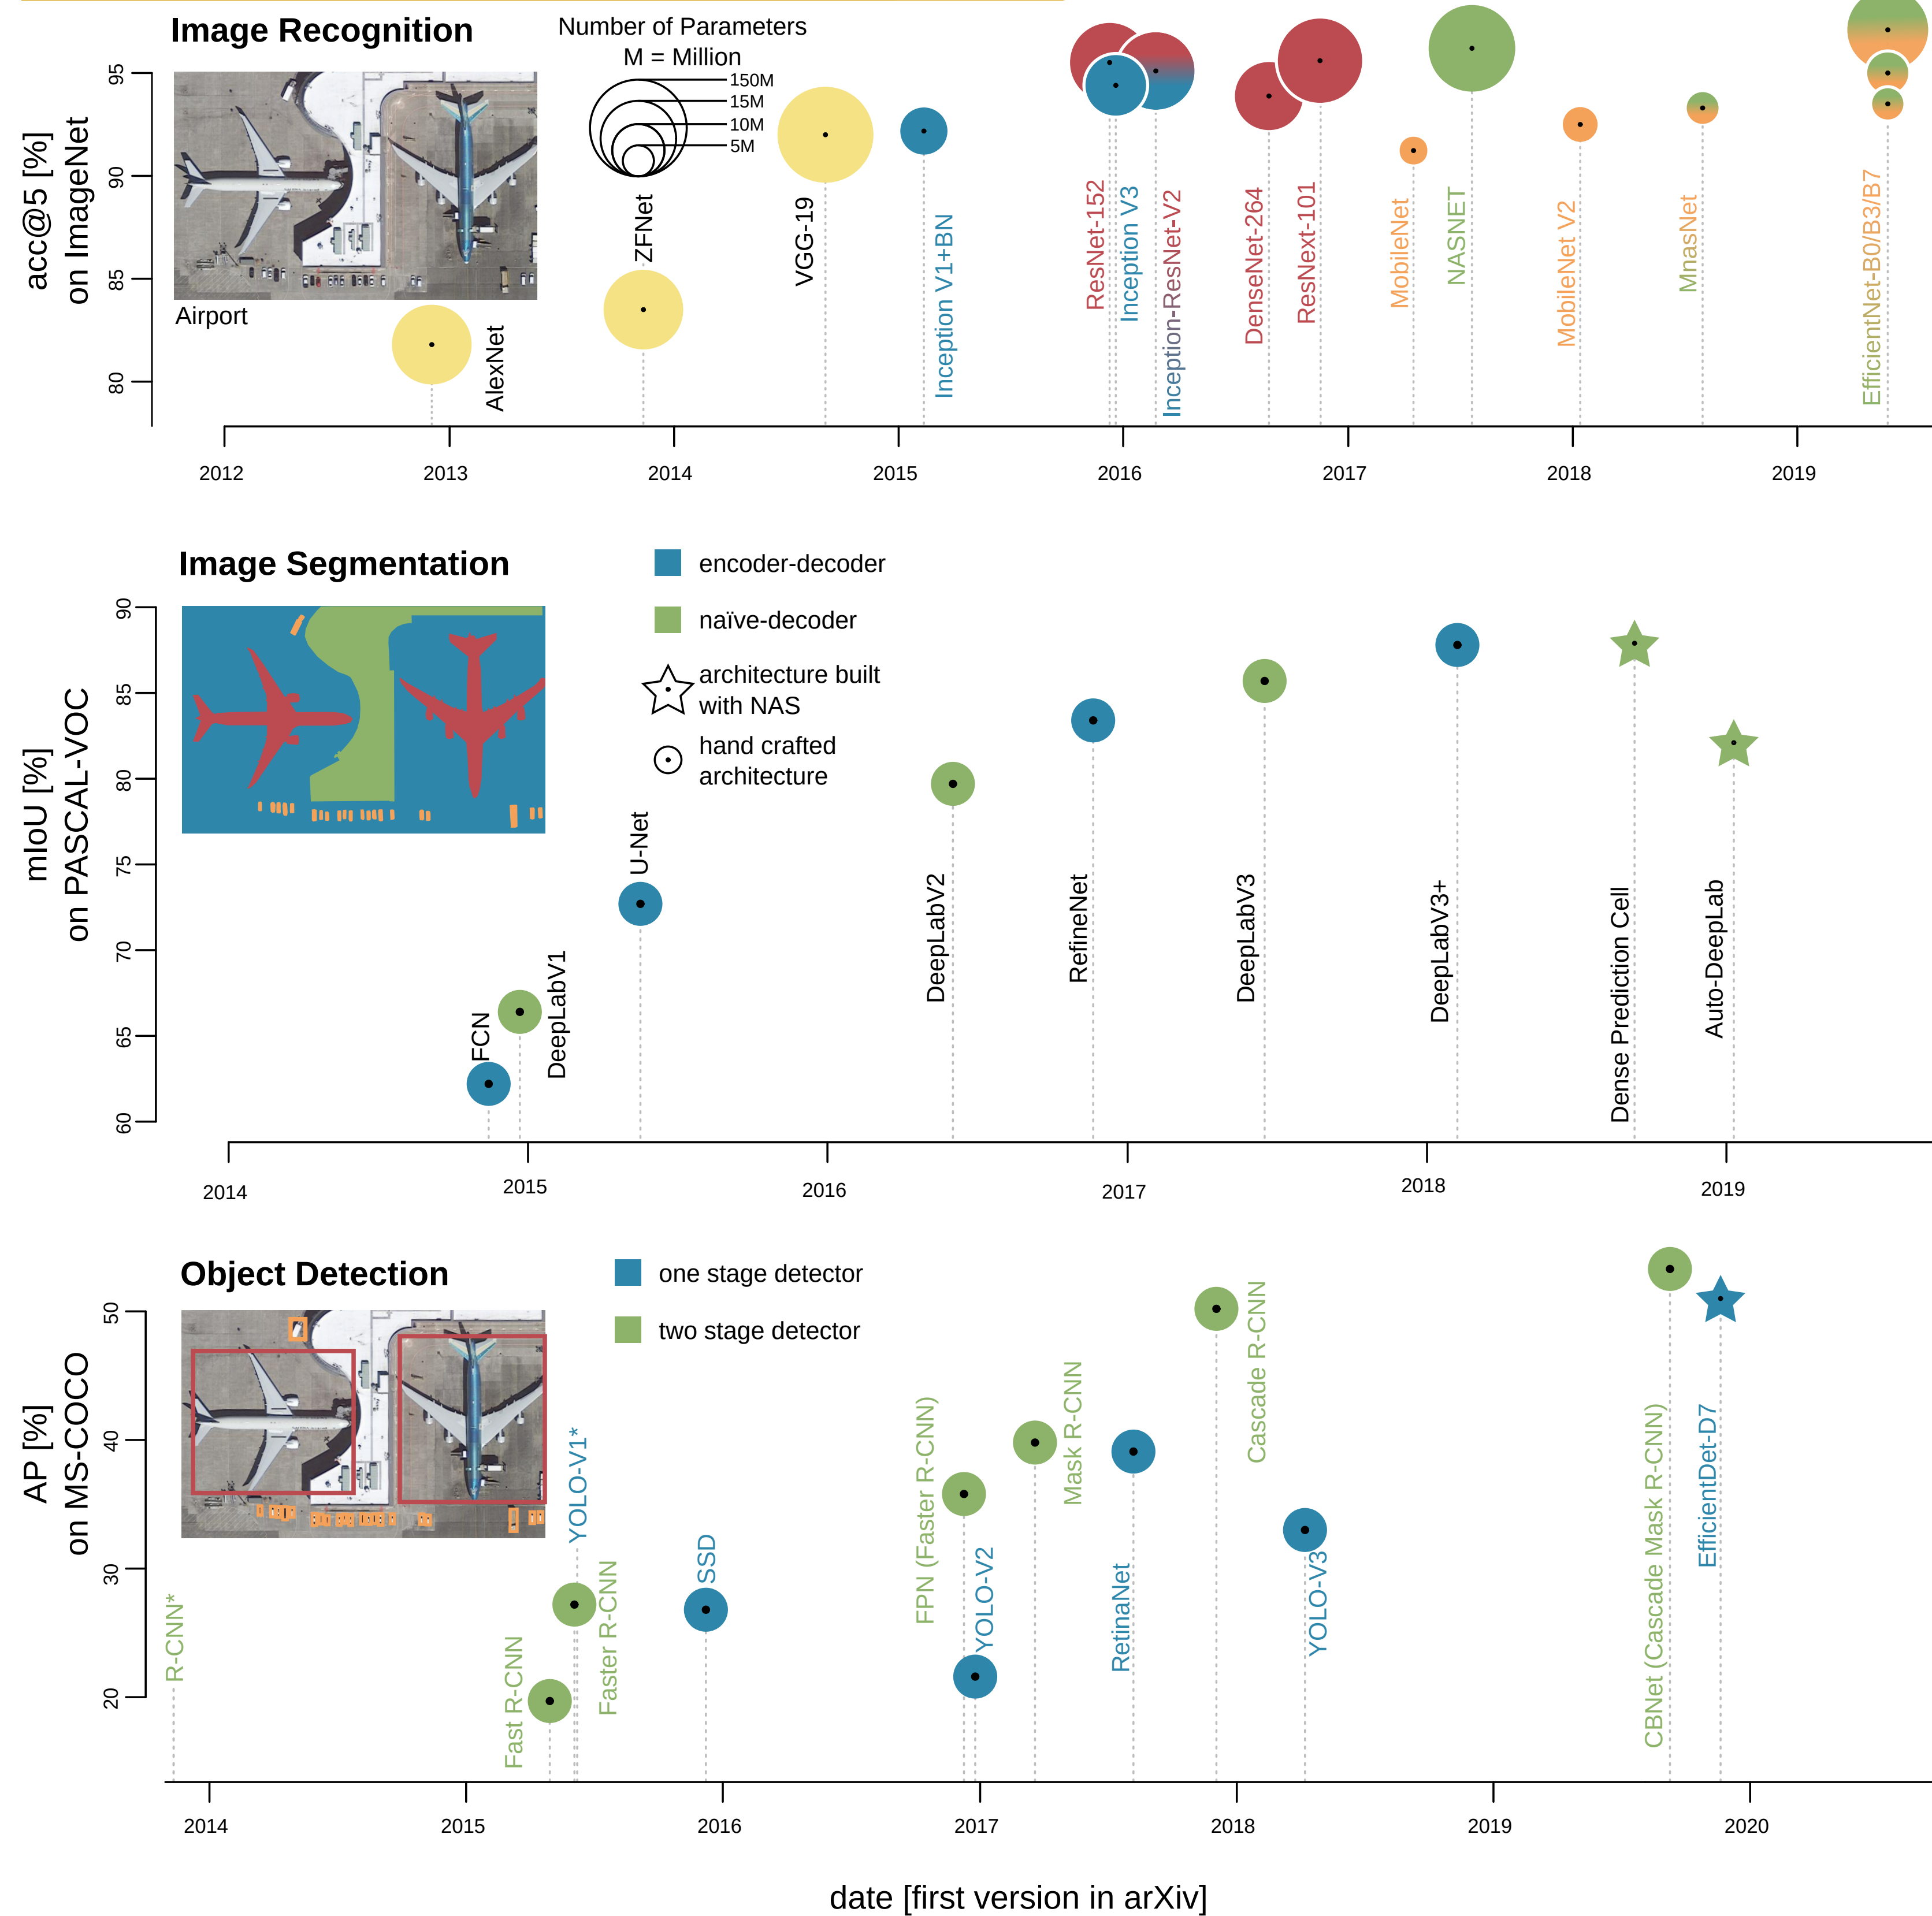 Image Recognition
Number of Parameters
M = Million
150M
15M
10M
5M
acc@5 [%]
on ImageNet
95
90
85
80
Airport
AlexNet
ZFNet
VGG-19
Inception V1+BN
ResNet-152
Inception V3
Inception-ResNet-V2
DenseNet-264
ResNext-101
MobileNet
NASNET
MobileNet V2
MnasNet
EfficientNet-B0/B3/B7
2012
2013
2014
2015
2016
2017
2018
2019
Image Segmentation
encoder-decoder
naïve-decoder
architecture built
with NAS
hand crafted
architecture
mIoU [%]
on PASCAL-VOC
90
85
80
75
70
65
60
FCN
DeepLabV1
U-Net
DeepLabV2
RefineNet
DeepLabV3
DeepLabV3+
Dense Prediction Cell
Auto-DeepLab
2014
2015
2016
2017
2018
2019
Object Detection
one stage detector
two stage detector
AP [%]
on MS-COCO
50
40
30
20
R-CNN*
Fast R-CNN
YOLO-V1*
Faster R-CNN
SSD
FPN (Faster R-CNN)
YOLO-V2
Mask R-CNN
RetinaNet
Cascade R-CNN
YOLO-V3
CBNet (Cascade Mask R-CNN)
EfficientDet-D7
2014
2015
2016
2017
2018
2019
2020
date [first version in arXiv]